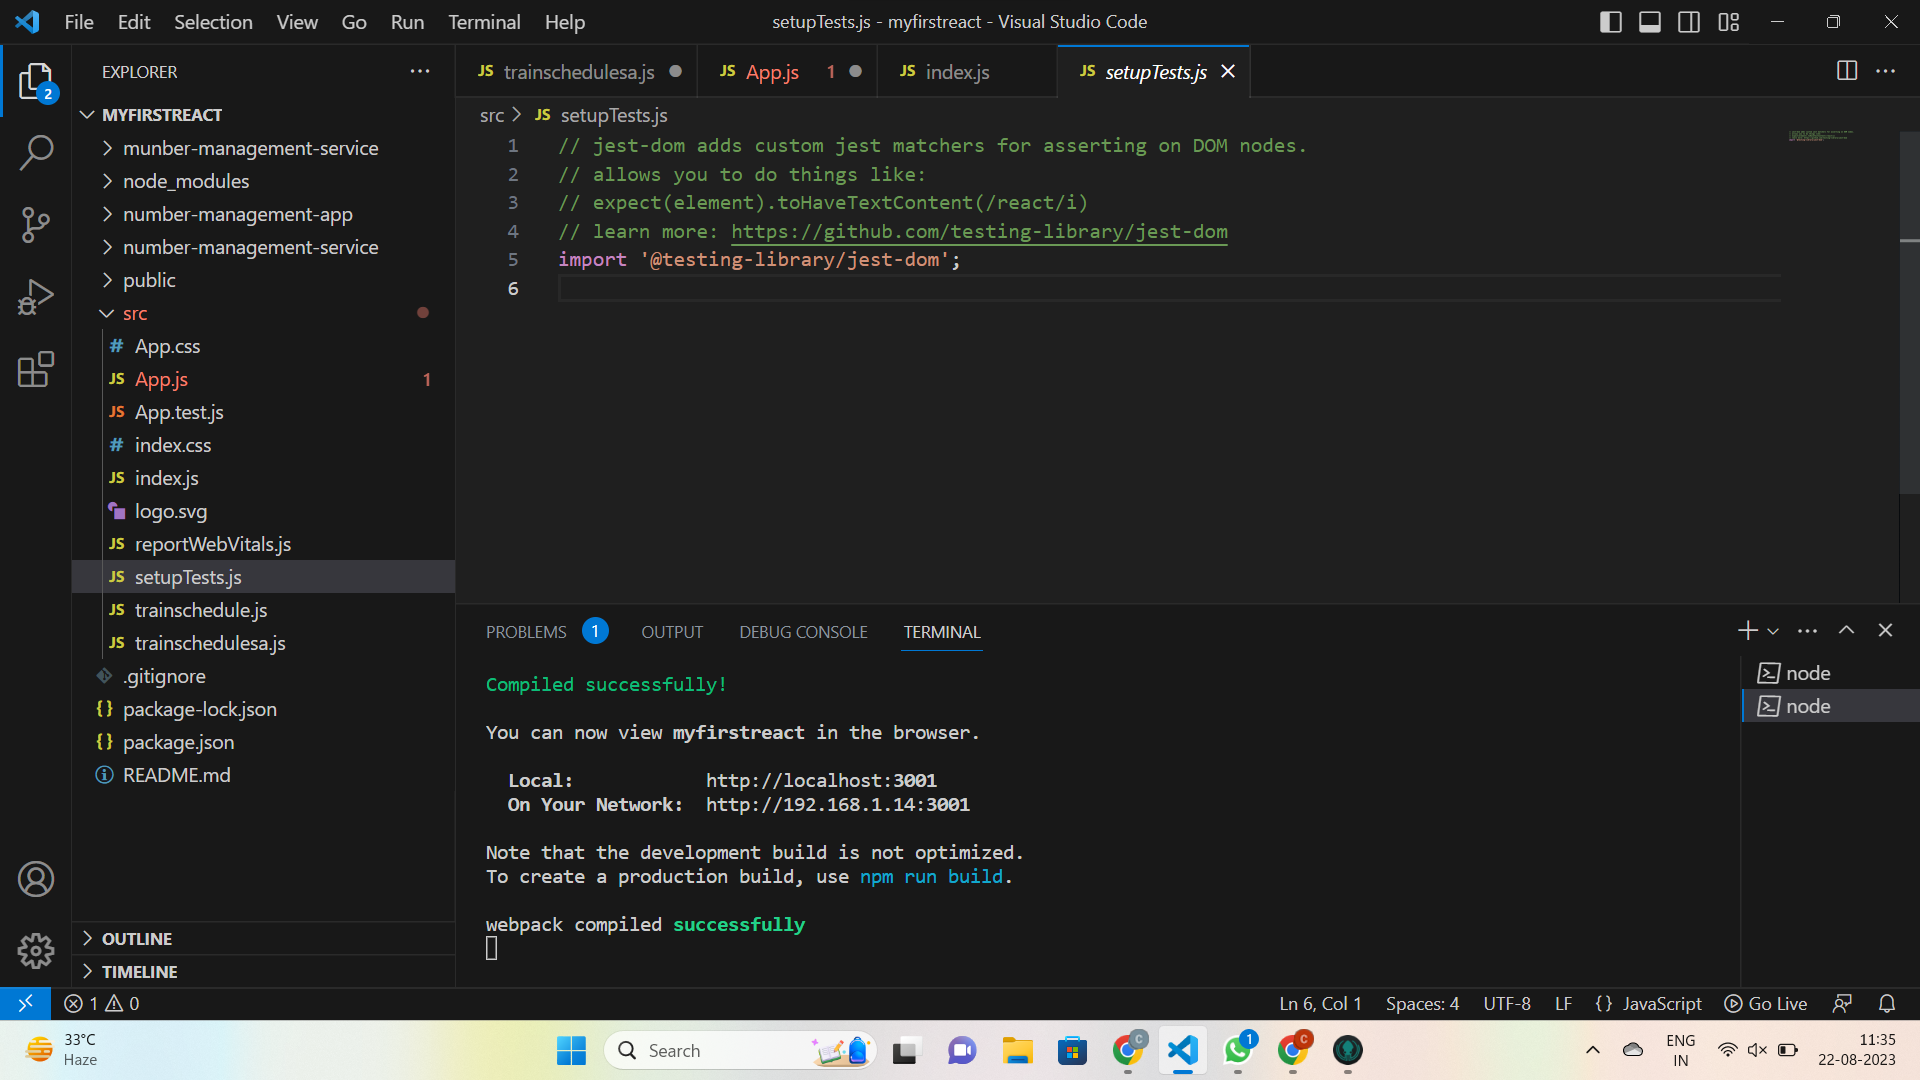 File Edit Selection View Go Run Terminal Help
setupTests.js - myfirstreact - Visual Studio Code
EXPLORER
2
MYFIRSTREACT
munber-management-service
node_modules
number-management-app
number-management-service
public
src
# App.css
JS App.js 1
JS App.test.js
# index.css
JS index.js
logo.svg
JS reportWebVitals.js
JS setupTests.js
JS trainschedule.js
JS trainschedulesa.js
.gitignore
{} package-lock.json
{} package.json
README.md
OUTLINE
TIMELINE
JS trainschedulesa.js
JS App.js 1
JS index.js
JS setupTests.js
src > JS setupTests.js
1 // jest-dom adds custom jest matchers for asserting on DOM nodes.
2 // allows you to do things like:
3 // expect(element).toHaveTextContent(/react/i)
4 // learn more: https://github.com/testing-library/jest-dom
5 import '@testing-library/jest-dom';
6
PROBLEMS 1 OUTPUT DEBUG CONSOLE TERMINAL
Compiled successfully!
You can now view myfirstreact in the browser.
Local: http://localhost:3001
On Your Network: http://192.168.1.14:3001
Note that the development build is not optimized.
To create a production build, use npm run build.
webpack compiled successfully
node
node
1 0
Ln 6, Col 1 Spaces: 4 UTF-8 LF {} JavaScript Go Live
33°C
Haze
Search
C
1
C
ENG
IN
11:35
22-08-2023